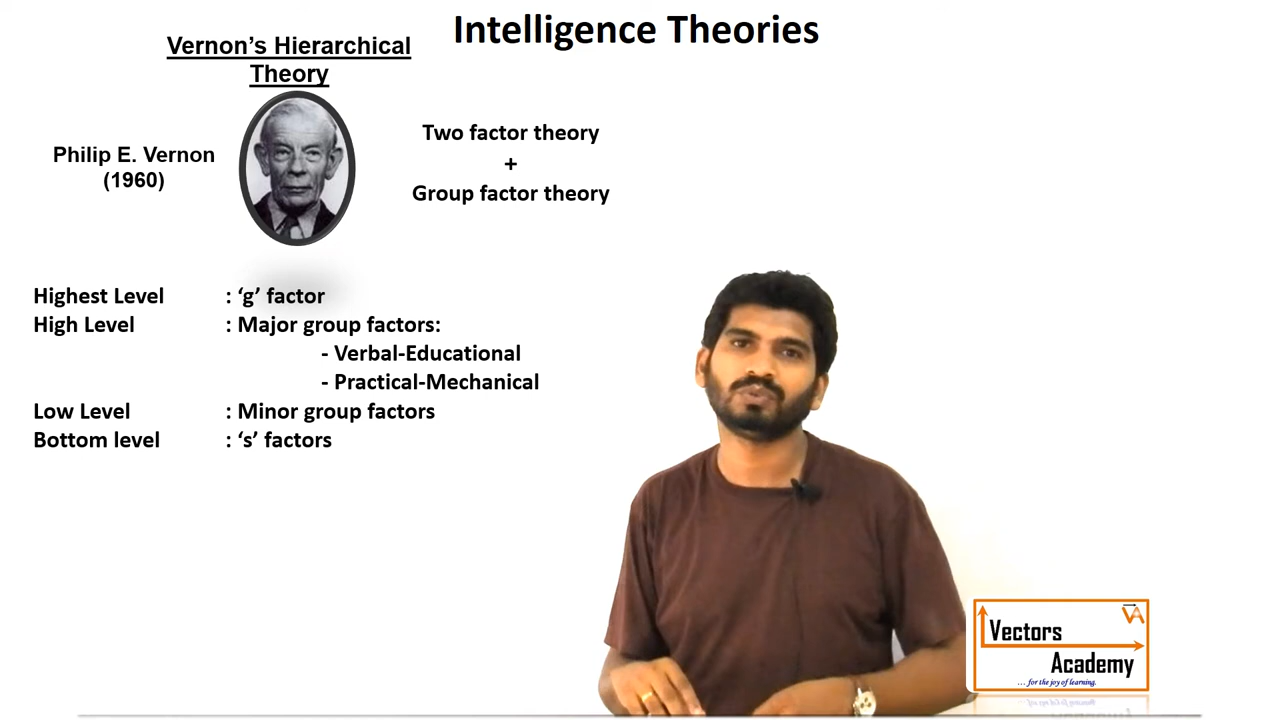 Intelligence Theories
Vernon’s Hierarchical
Theory
Philip E. Vernon
(1960)
Two factor theory
+
Group factor theory
Highest Level : ‘g’ factor
High Level : Major group factors:
- Verbal-Educational
- Practical-Mechanical
Low Level : Minor group factors
Bottom level : ‘s’ factors
VA
Vectors
Academy
... for the joy of learning.